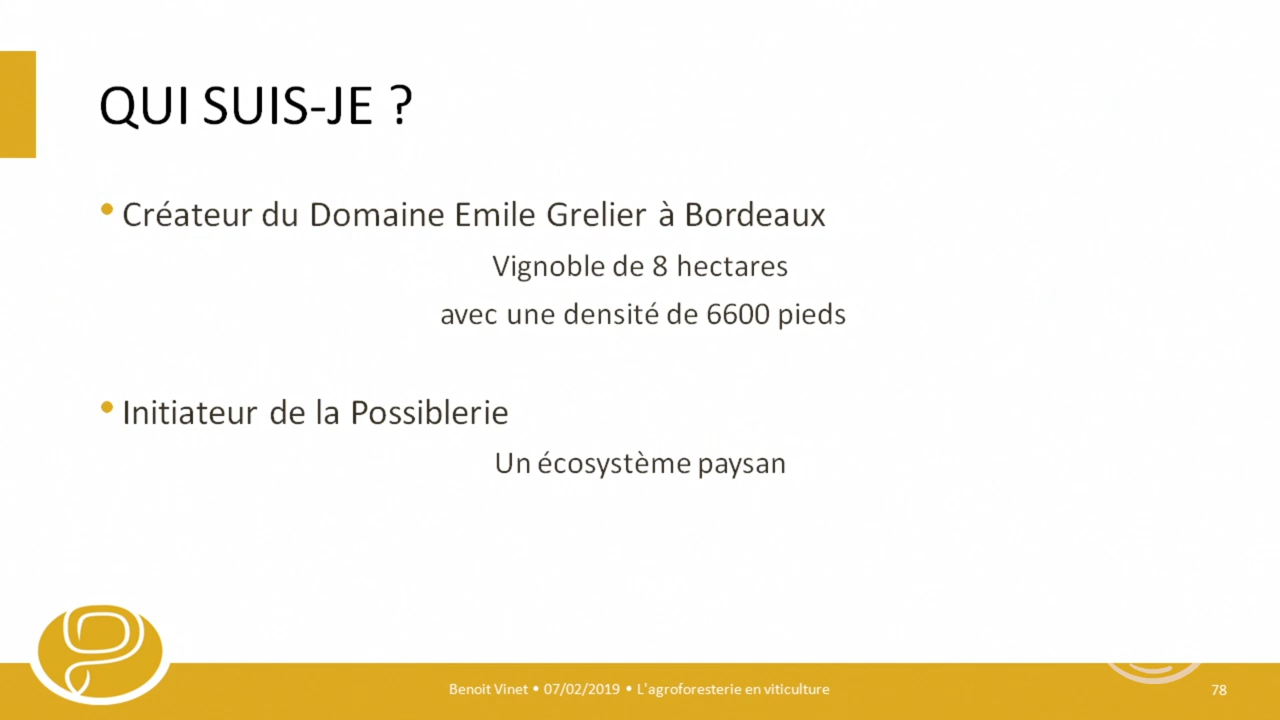 QUI SUIS-JE ?
• Créateur du Domaine Emile Grelier à Bordeaux
Vignoble de 8 hectares
avec une densité de 6600 pieds
• Initiateur de la Possiblerie
Un écosystème paysan
Benoit Vinet • 07/02/2019 • L'agroforesterie en viticulture
78